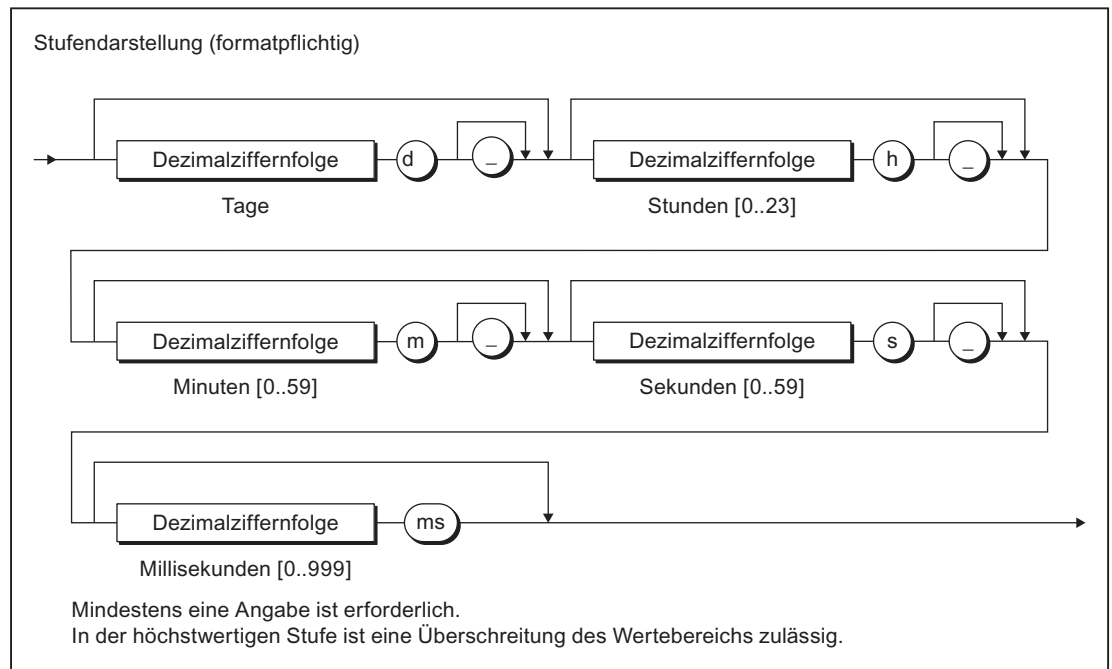 Stufendarstellung (formatpflichtig)
Dezimalziffernfolge d _ Dezimalziffernfolge h _
Tage Stunden [0..23]
Dezimalziffernfolge m _ Dezimalziffernfolge s _
Minuten [0..59] Sekunden [0..59]
Dezimalziffernfolge ms
Millisekunden [0..999]
Mindestens eine Angabe ist erforderlich.
In der höchstwertigen Stufe ist eine Überschreitung des Wertebereichs zulässig.